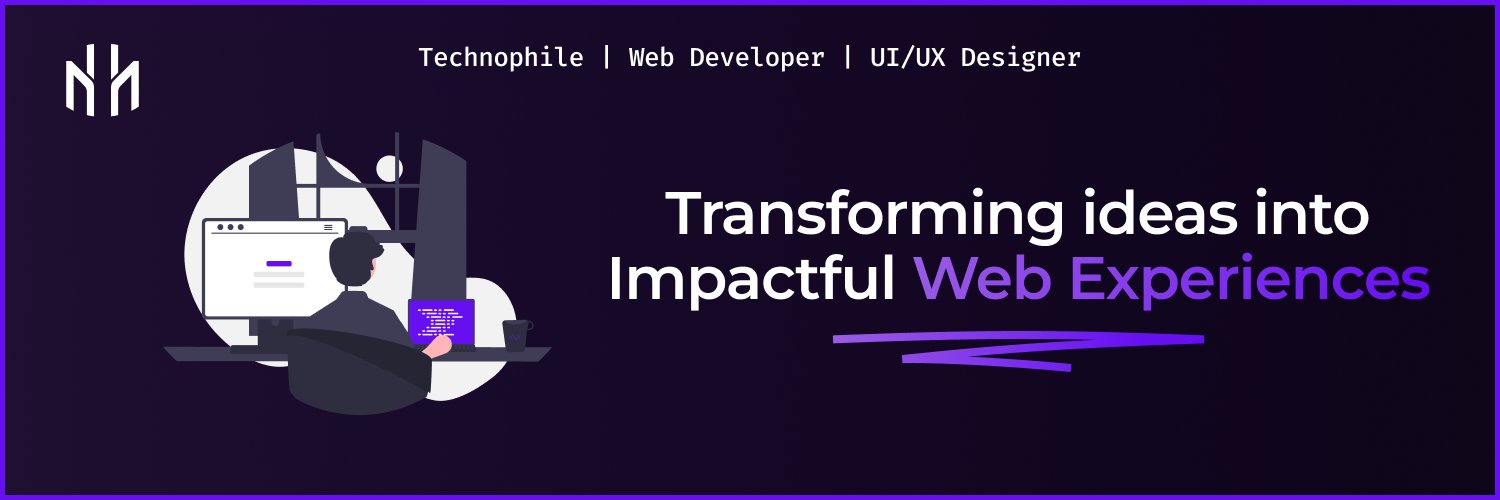 Technophile | Web Developer | UI/UX Designer
Transforming ideas into
Impactful Web Experiences